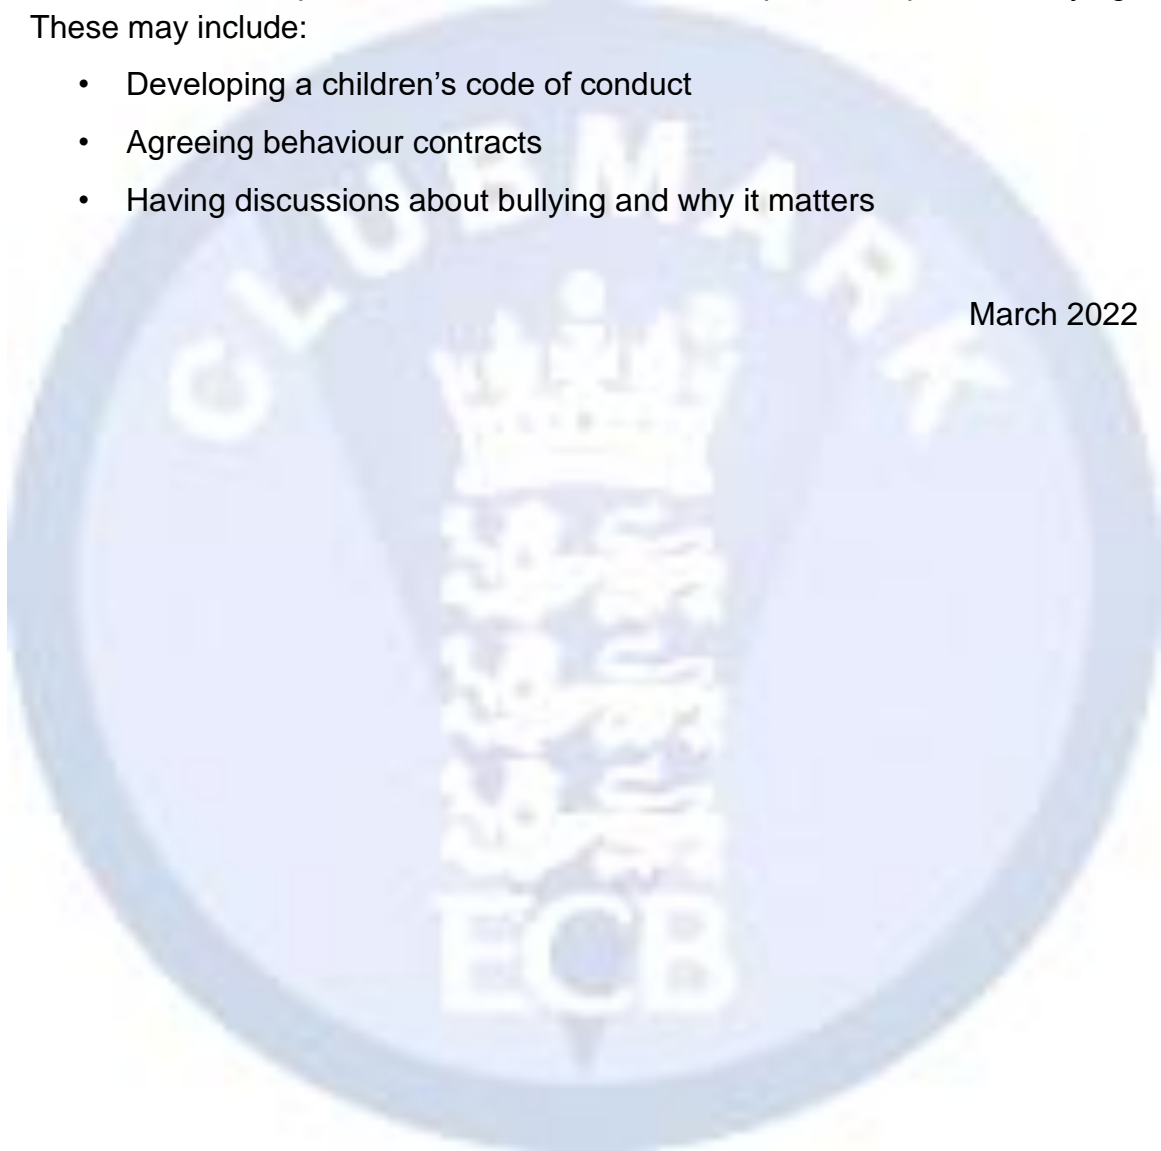 These may include:
• Developing a children’s code of conduct
• Agreeing behaviour contracts
• Having discussions about bullying and why it matters
March 2022
CLUBMARK
ECB